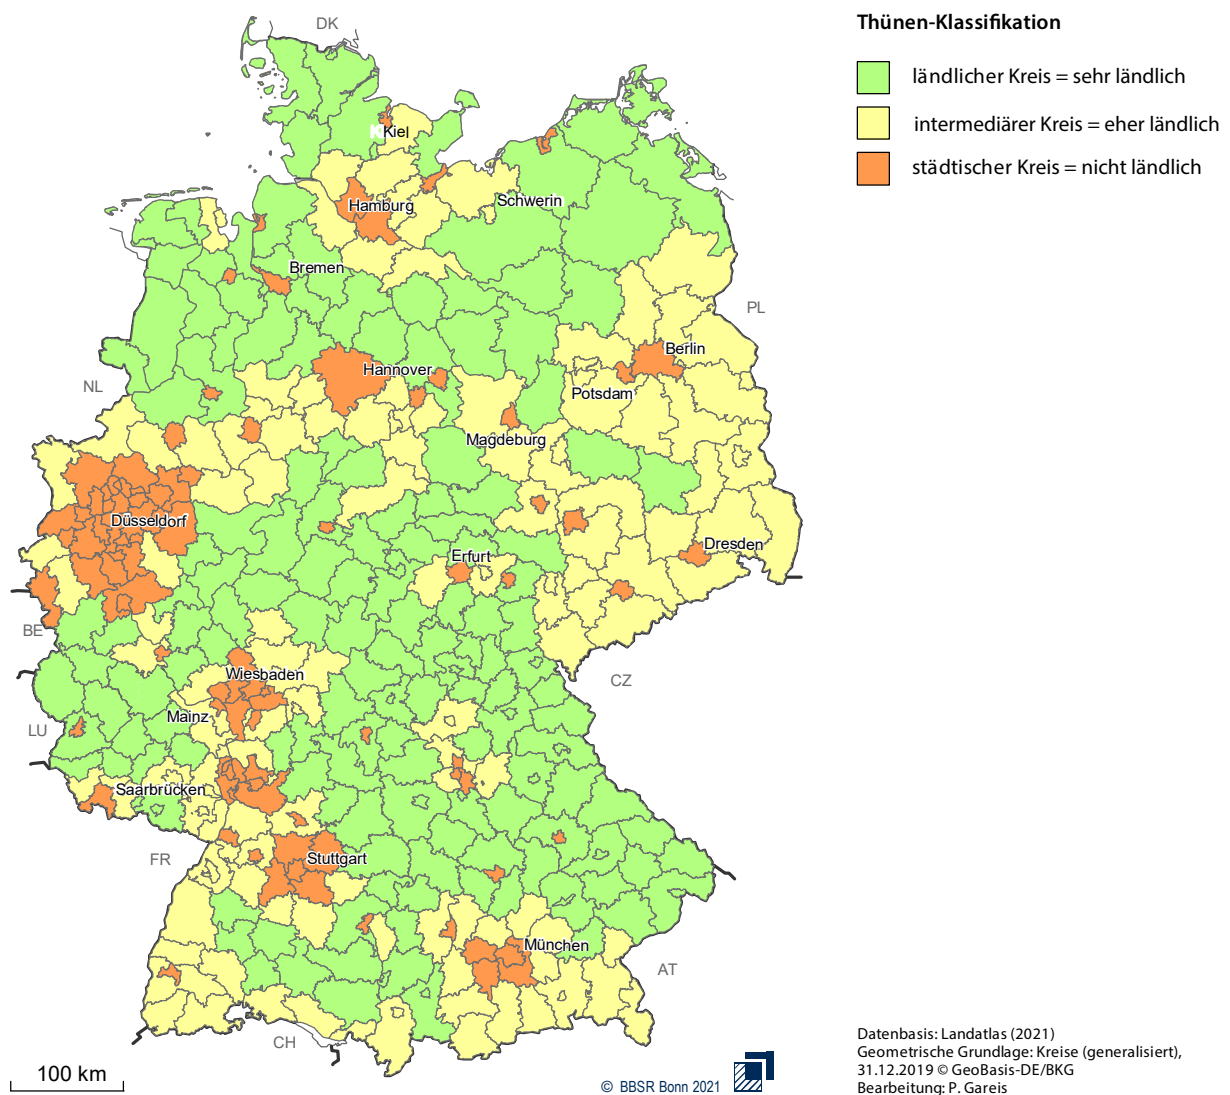 DK
Thünen-Klassifikation
ländlicher Kreis = sehr ländlich
intermediärer Kreis = eher ländlich
städtischer Kreis = nicht ländlich
Kiel
Hamburg
Schwerin
Bremen
PL
Berlin
Hannover
NL
Potsdam
Magdeburg
Düsseldorf
Dresden
Erfurt
BE
Wiesbaden
CZ
Mainz
LU
Saarbrücken
FR
Stuttgart
München
AT
CH
100 km
© BBSR Bonn 2021
Datenbasis: Landatlas (2021)
Geometrische Grundlage: Kreise (generalisiert),
31.12.2019 © GeoBasis-DE/BKG
Bearbeitung: P. Gareis